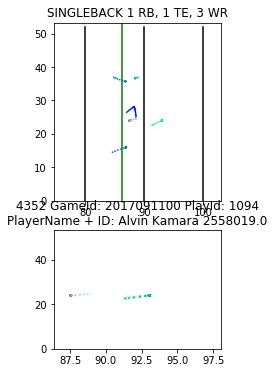 SINGLEBACK 1 RB, 1 TE, 3 WR
50
40
30
20
10
0
80 90 100
4352 GameId: 2017091100 PlayId: 1094
PlayerName + ID: Alvin Kamara 2558019.0
40
20
0
87.5 90.0 92.5 95.0 97.5